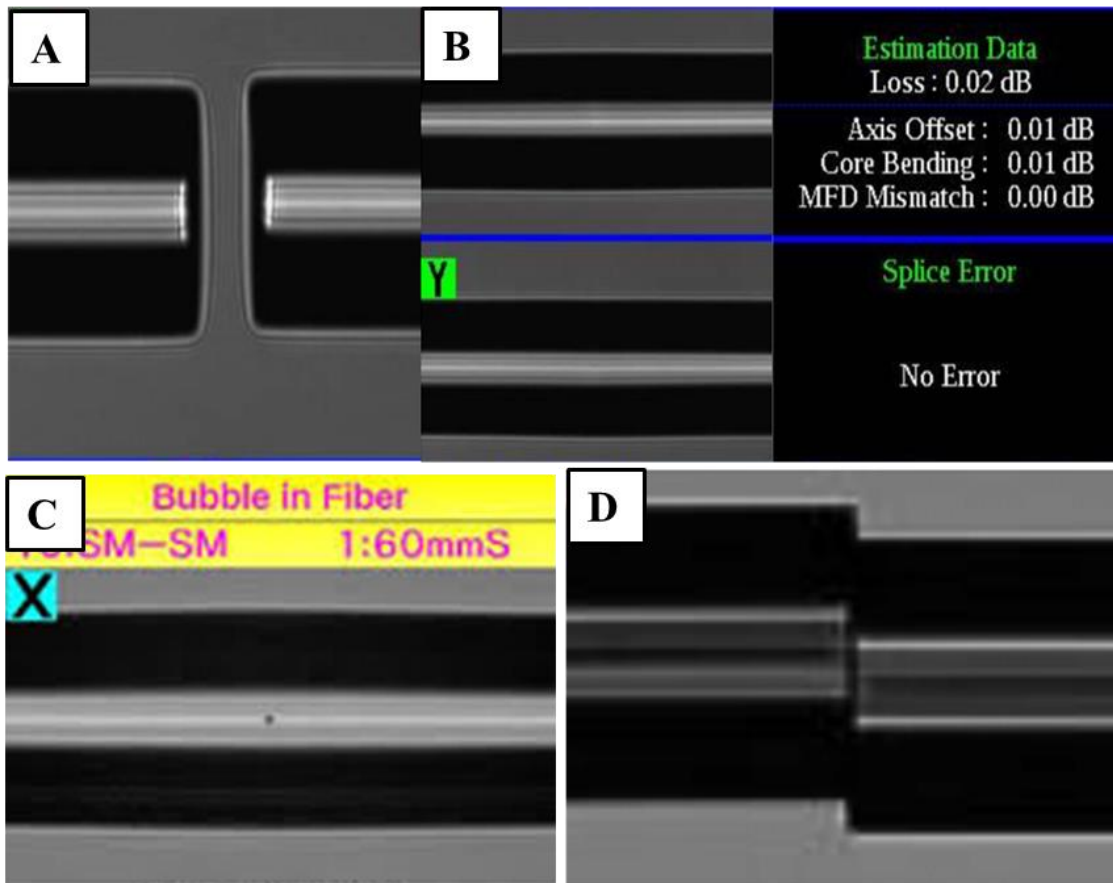 A
B
Estimation Data
Loss : 0.02 dB
Axis Offset : 0.01 dB
Core Bending : 0.01 dB
MFD Mismatch : 0.00 dB
Y
Splice Error
No Error
C
Bubble in Fiber
SM-SM 1:60mmS
X
D